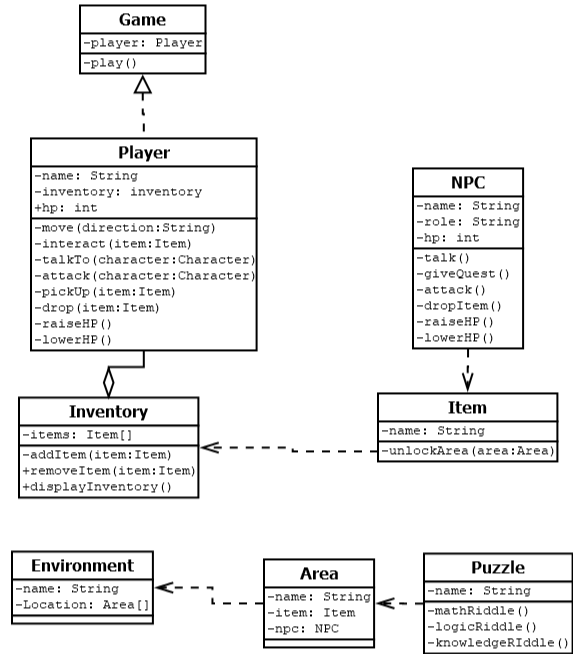 Game
-player: Player
-play()
Player
-name: String
-inventory: inventory
+hp: int
-move(direction:String)
-interact(item:Item)
-talkTo(character:Character)
-attack(character:Character)
-pickUp(item:Item)
-drop(item:Item)
-raiseHP()
-lowerHP()
NPC
-name: String
-role: String
-hp: int
-talk()
-giveQuest()
-attack()
-dropItem()
-raiseHP()
-lowerHP()
Inventory
-items: Item[]
-addItem(item:Item)
+removeItem(item:Item)
+displayInventory()
Item
-name: String
-unlockArea(area:Area)
Environment
-name: String
-Location: Area[]
Area
-name: String
-item: Item
-npc: NPC
Puzzle
-name: String
-mathRiddle()
-logicRiddle()
-knowledgeRIddle()